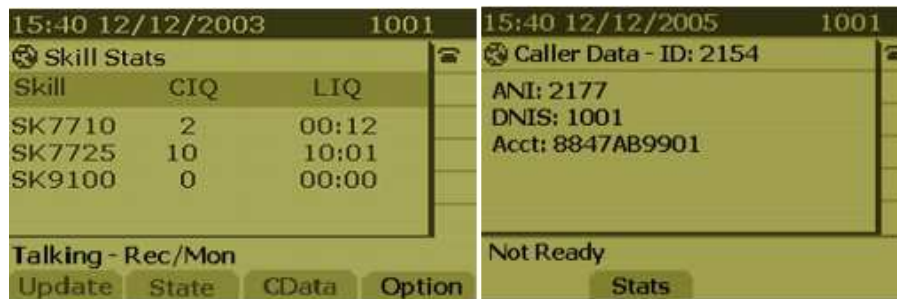 15:40 12/12/2003 1001
Skill Stats
Skill CIQ LIQ
SK7710 2 00:12
SK7725 10 10:01
SK9100 0 00:00
Talking - Rec/Mon
Update State CData Option
15:40 12/12/2005 1001
Caller Data - ID: 2154
ANI: 2177
DNIS: 1001
Acct: 8847AB9901
Not Ready
Stats